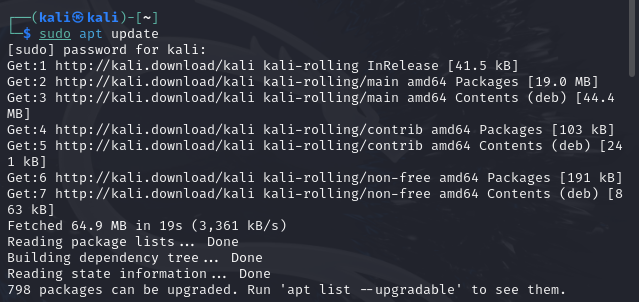 ┌──(kali㉿kali)-[~]
└─$ sudo apt update
[sudo] password for kali:
Get:1 http://kali.download/kali kali-rolling InRelease [41.5 kB]
Get:2 http://kali.download/kali kali-rolling/main amd64 Packages [19.0 MB]
Get:3 http://kali.download/kali kali-rolling/main amd64 Contents (deb) [44.4
MB]
Get:4 http://kali.download/kali kali-rolling/contrib amd64 Packages [103 kB]
Get:5 http://kali.download/kali kali-rolling/contrib amd64 Contents (deb) [24
1 kB]
Get:6 http://kali.download/kali kali-rolling/non-free amd64 Packages [191 kB]
Get:7 http://kali.download/kali kali-rolling/non-free amd64 Contents (deb) [8
63 kB]
Fetched 64.9 MB in 19s (3,361 kB/s)
Reading package lists... Done
Building dependency tree... Done
Reading state information... Done
798 packages can be upgraded. Run 'apt list --upgradable' to see them.